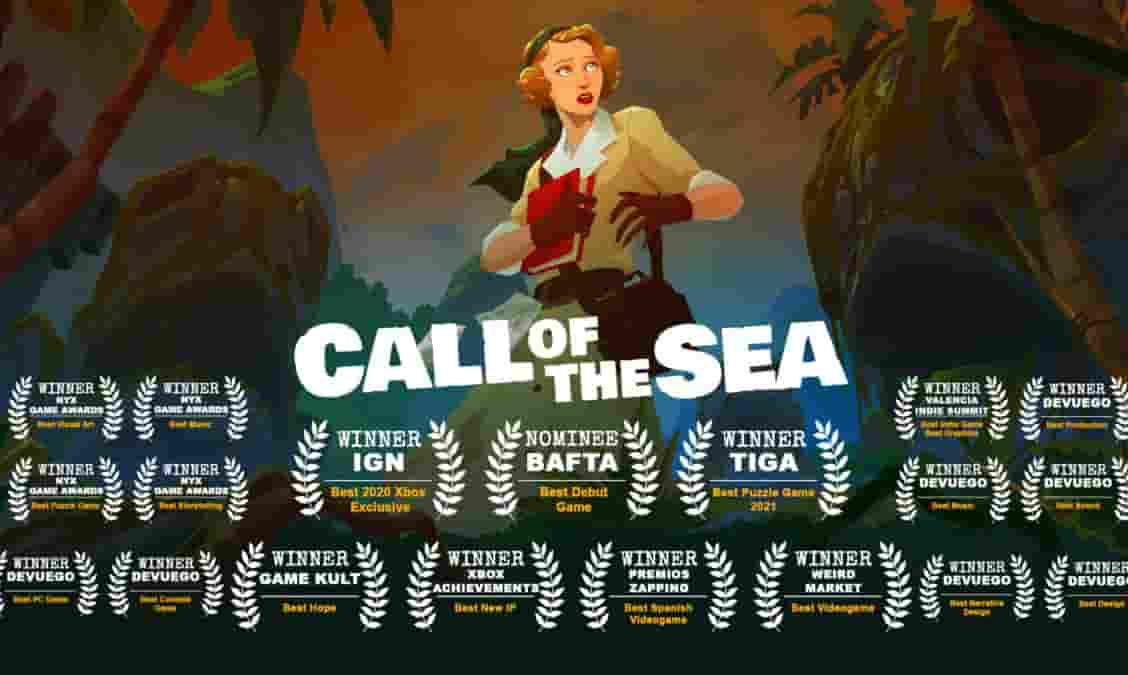 CALL OF THE SEA
WINNER
NYX
GAME AWARDS
Best Visual Art
WINNER
NYX
GAME AWARDS
Best Music
WINNER
IGN
Best 2020 Xbox
Exclusive
NOMINEE
BAFTA
Best Debut
Game
WINNER
TIGA
Best Puzzle Game
2021
WINNER
VALENCIA
INDIE SUMMIT
Best Indie Game
Best Graphics
WINNER
DEVUEGO
Best Production
WINNER
NYX
GAME AWARDS
Best Puzzle Game
WINNER
NYX
GAME AWARDS
Best Storytelling
WINNER
DEVUEGO
Best Music
WINNER
DEVUEGO
WINNER
DEVUEGO
Best PC Game
WINNER
DEVUEGO
Best Console
Game
WINNER
GAME KULT
Best Hope
WINNER
XBOX
ACHIEVEMENTS
Best New IP
WINNER
PREMIOS
ZAPPING
Best Spanish
Videogame
WINNER
WEIRD
MARKET
Best Videogame
WINNER
DEVUEGO
Best Narrative
Design
WINNER
DEVUEGO
Best Design